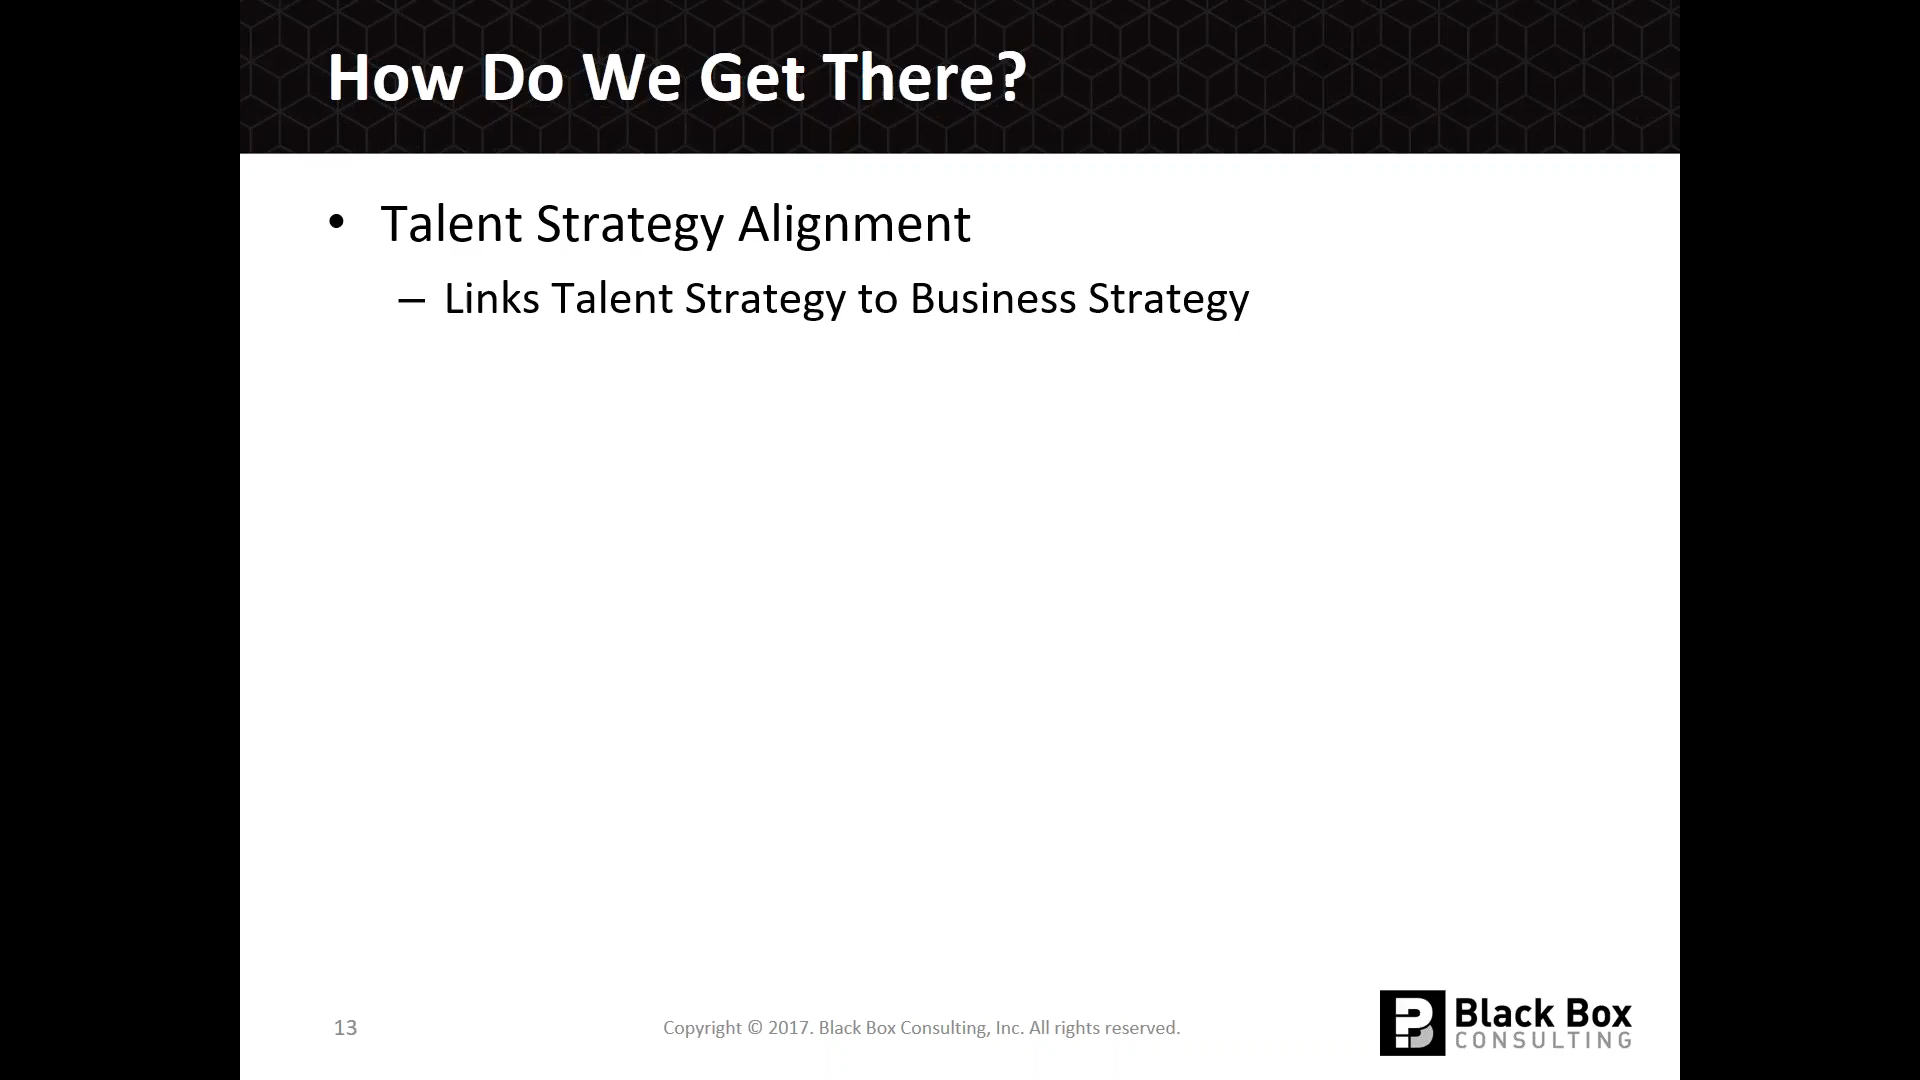 How Do We Get There?
• Talent Strategy Alignment
– Links Talent Strategy to Business Strategy
13
Copyright © 2017. Black Box Consulting, Inc. All rights reserved.
Black Box
CONSULTING